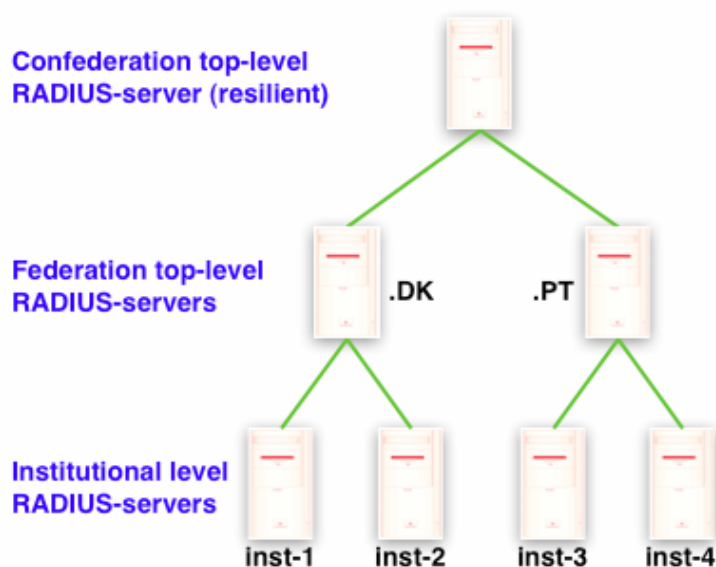 Confederation top-level
RADIUS-server (resilient)
Federation top-level
RADIUS-servers
.DK
.PT
Institutional level
RADIUS-servers
inst-1
inst-2
inst-3
inst-4